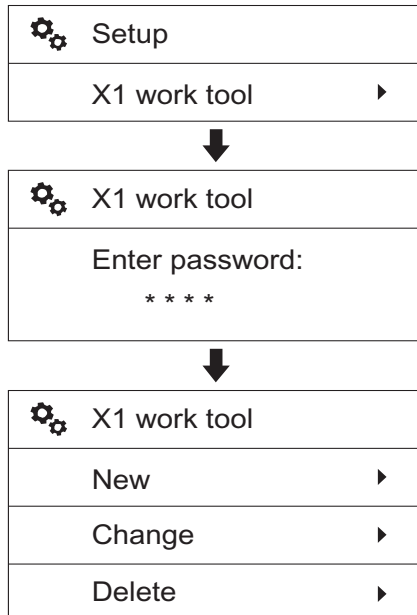 Setup
X1 work tool
X1 work tool
Enter password:
* * * *
X1 work tool
New
Change
Delete